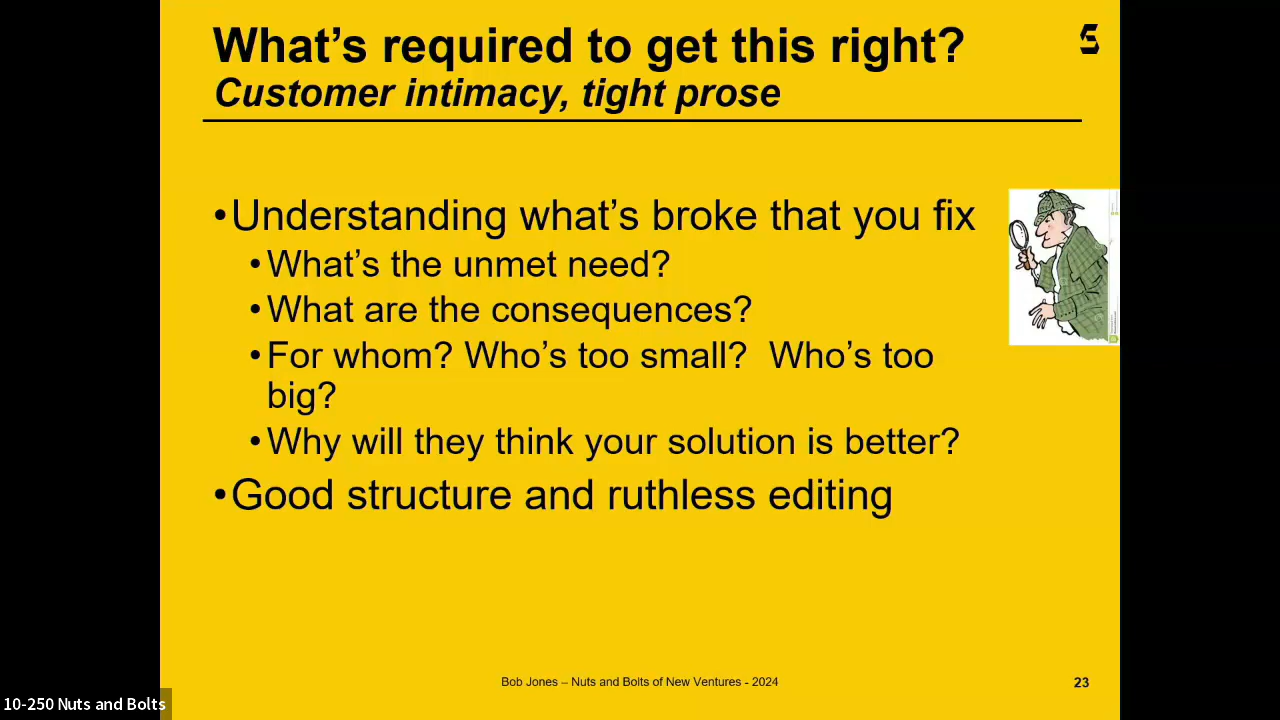 What’s required to get this right?
Customer intimacy, tight prose
•Understanding what’s broke that you fix
•What’s the unmet need?
•What are the consequences?
•For whom? Who’s too small?  Who’s too
big?
•Why will they think your solution is better?
•Good structure and ruthless editing
Bob Jones – Nuts and Bolts of New Ventures - 2024
23
10-250 Nuts and Bolts